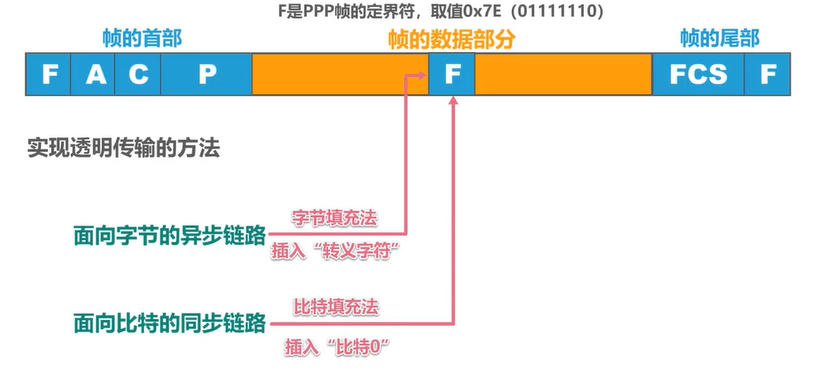 F是PPP帧的定界符，取值0x7E（01111110）
帧的首部 帧的数据部分 帧的尾部
F A C P F FCS F
实现透明传输的方法
字节填充法
面向字节的异步链路
插入“转义字符”
比特填充法
面向比特的同步链路
插入“比特0”